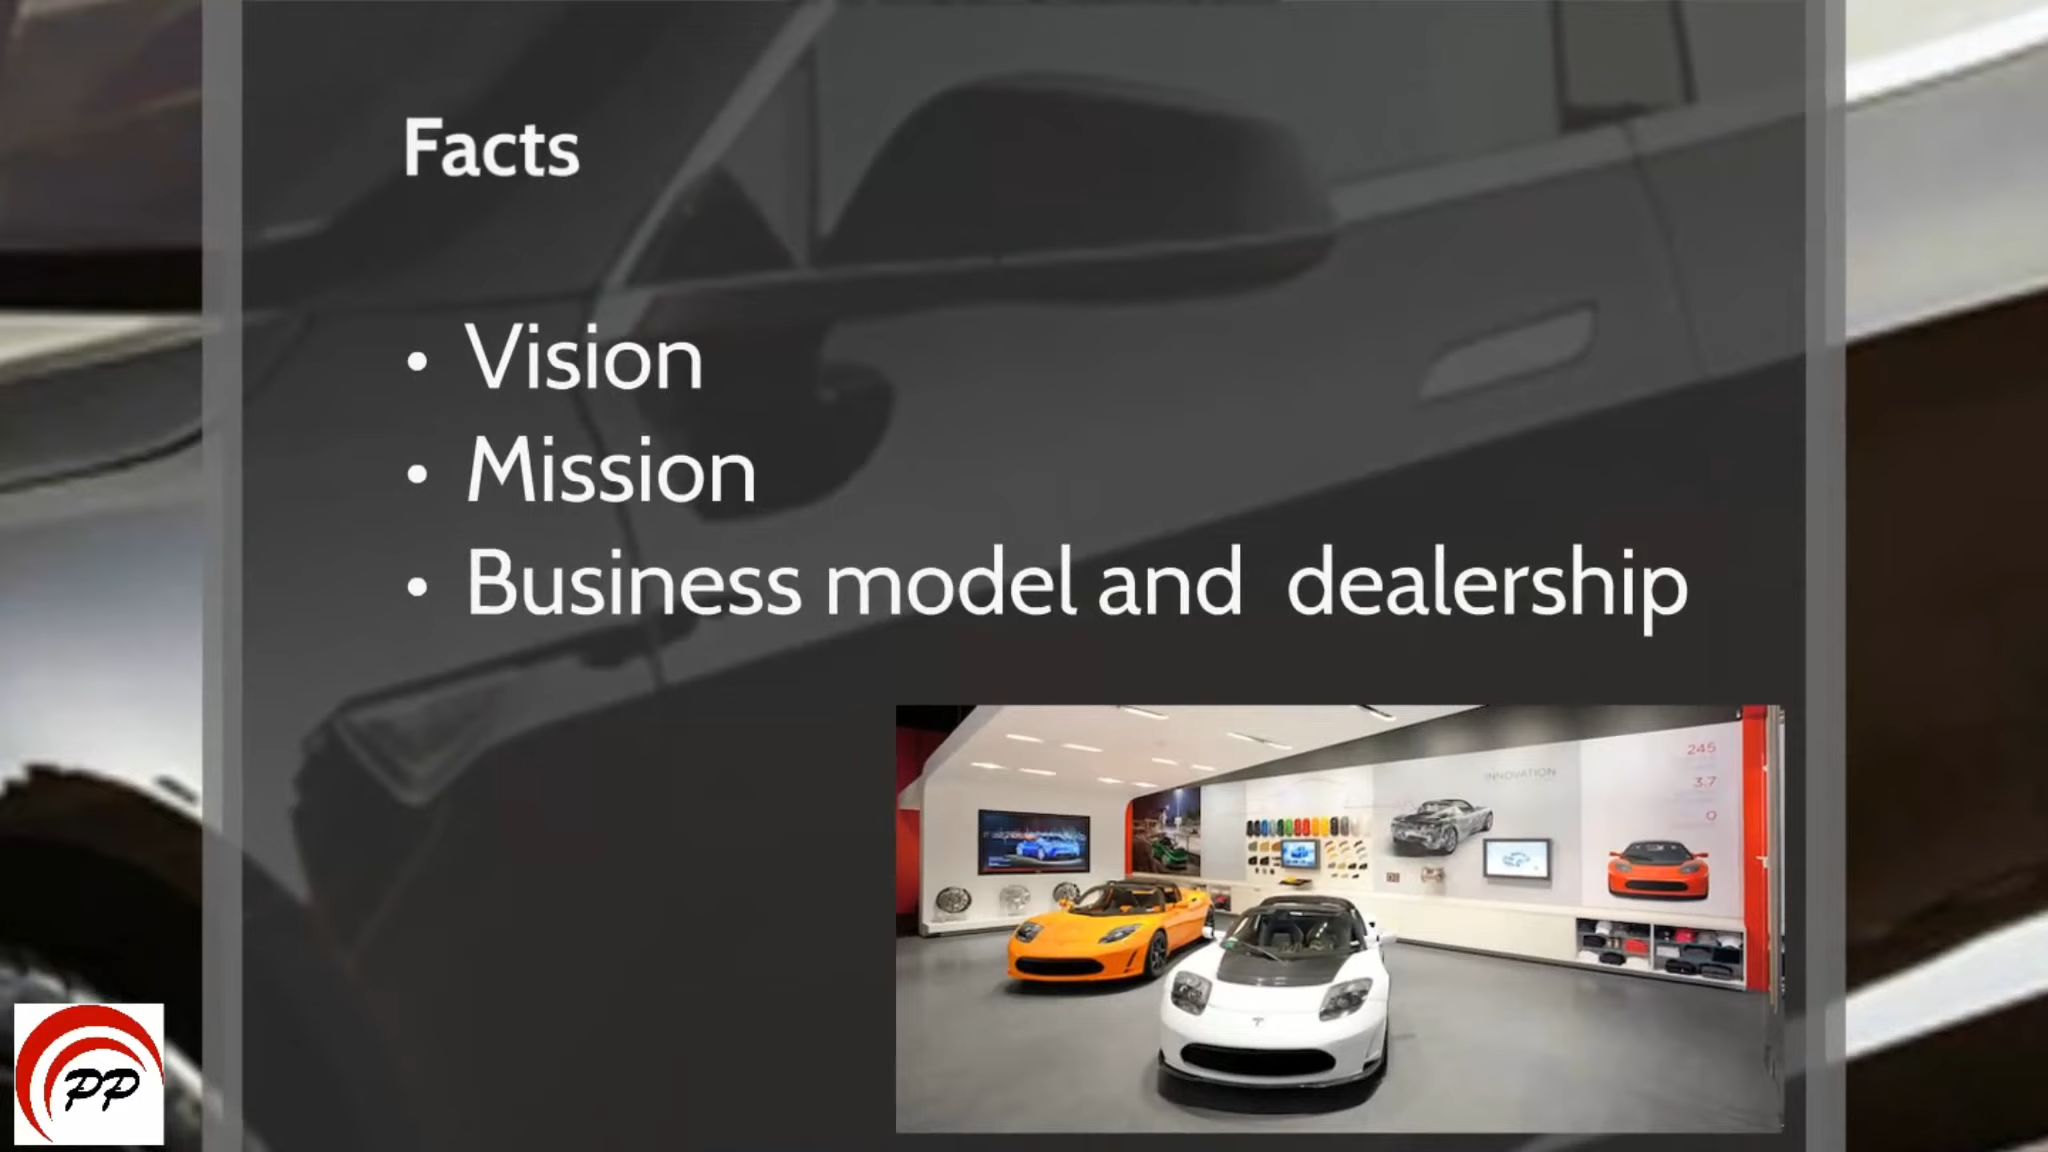 Facts
• Vision
• Mission
• Business model and  dealership
INNOVATION
245
3.7
0
PP